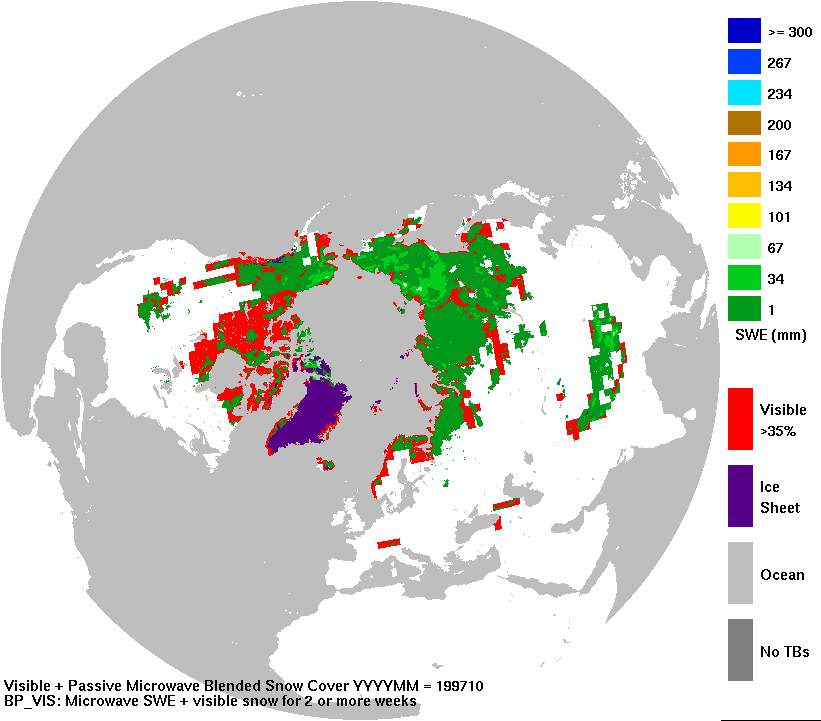 >= 300
267
234
200
167
134
101
67
34
1
SWE (mm)
Visible
>35%
Ice
Sheet
Ocean
No TBs
Visible + Passive Microwave Blended Snow Cover YYYYMM = 199710
BP_VIS: Microwave SWE + visible snow for 2 or more weeks